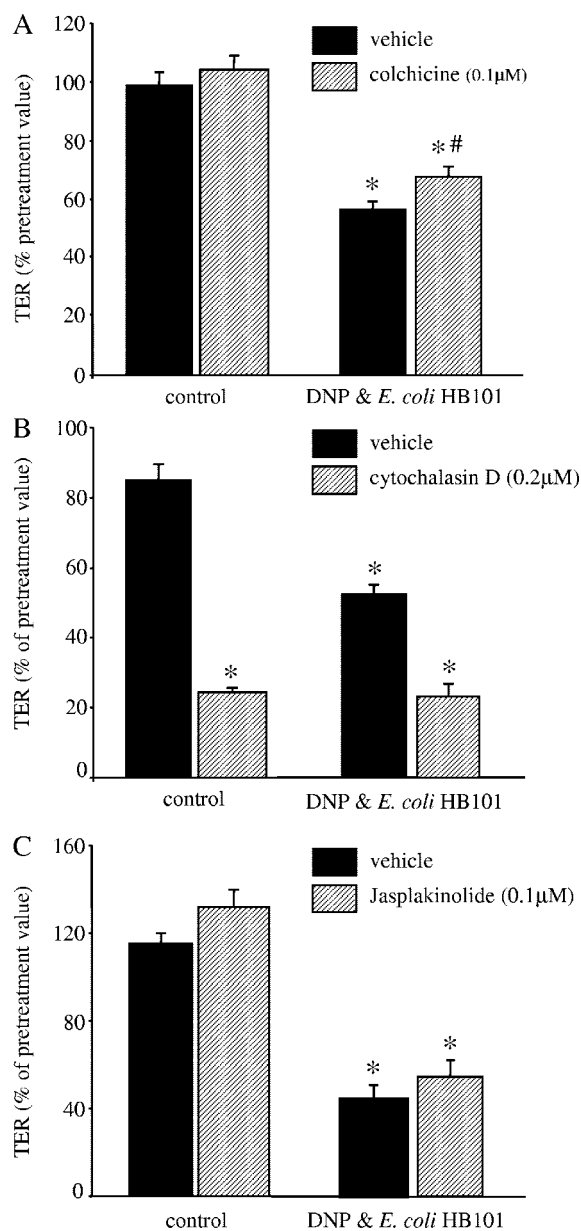 A
TER (% pretreatment value)
120
100
80
60
40
20
0
vehicle
colchicine (0.1µM)
*
* #
control
DNP & E. coli HB101
B
TER (% of pretreatment value)
100
80
60
40
20
0
vehicle
cytochalasin D (0.2µM)
*
*
*
control
DNP & E. coli HB101
C
TER (% of pretreatment value)
160
120
80
40
0
vehicle
Jasplakinolide (0.1µM)
*
*
control
DNP & E. coli HB101